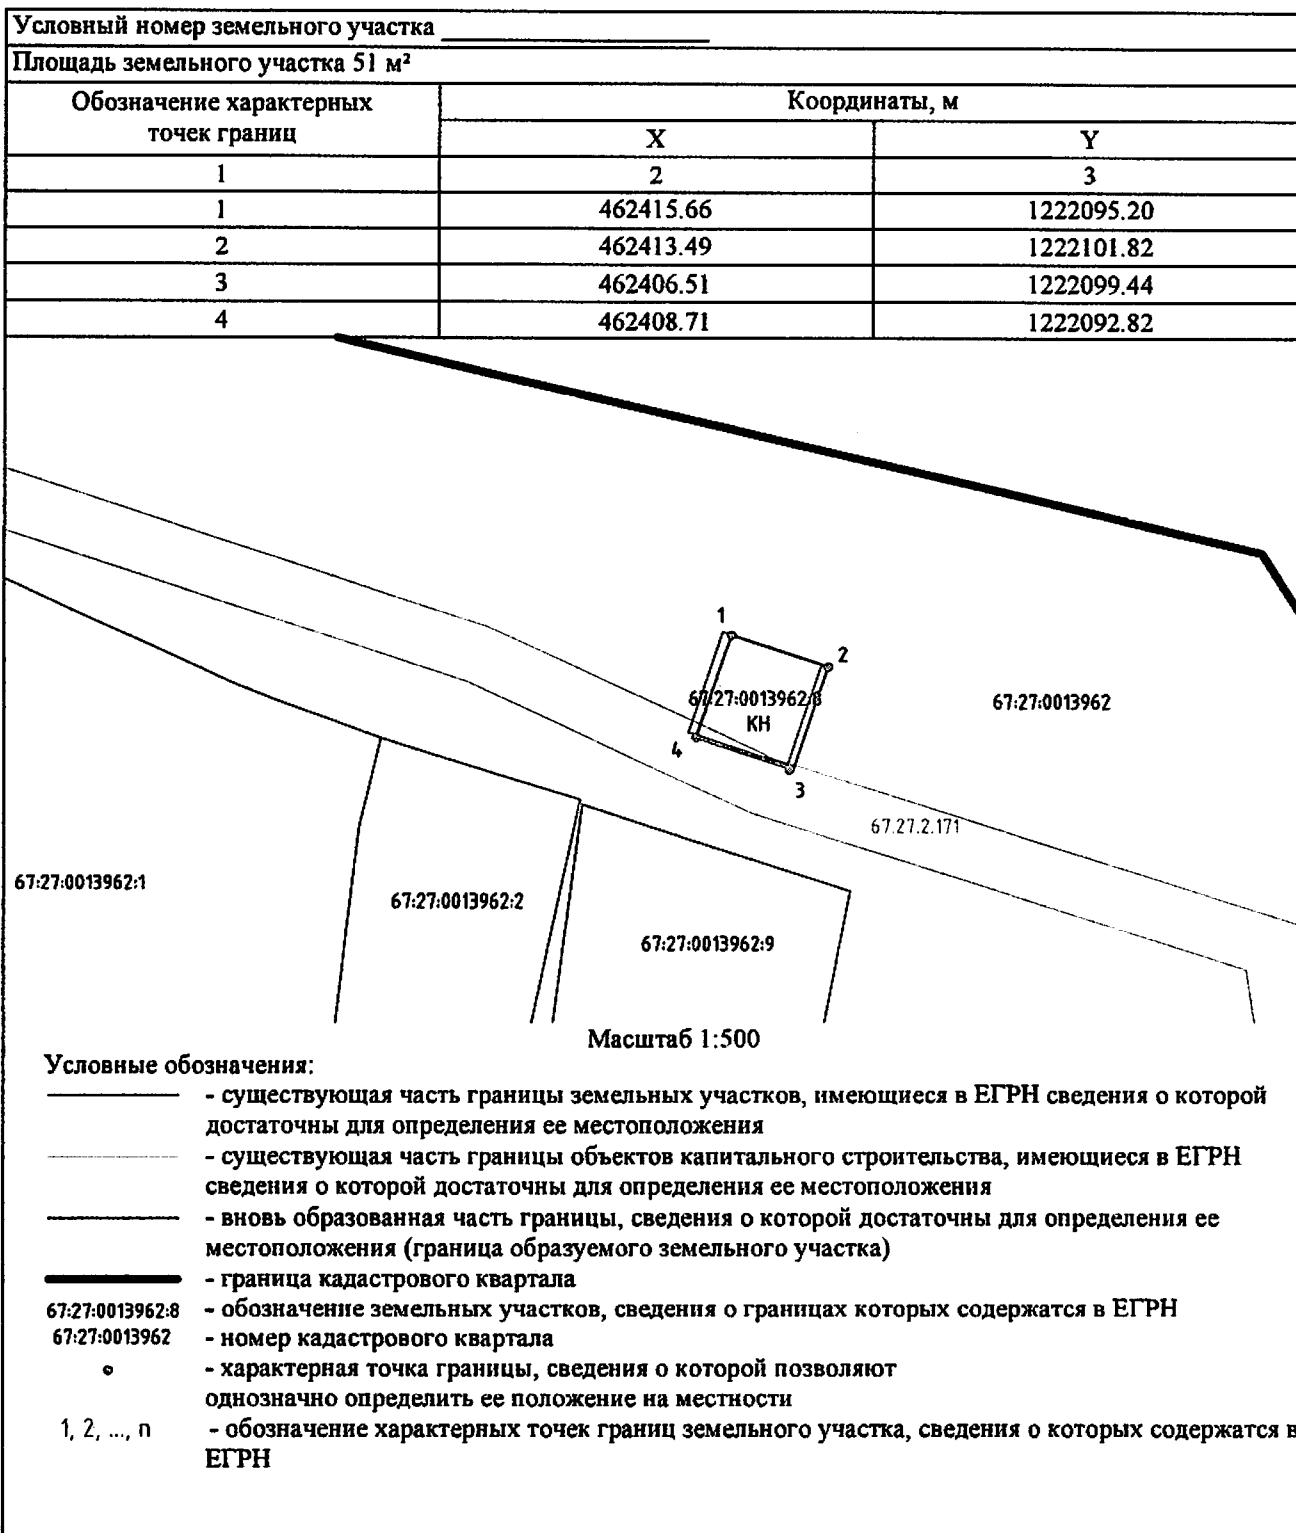 Условный номер земельного участка
Площадь земельного участка 51 м²
Обозначение характерных точек границ
Координаты, м
X
Y
1
2
3
1
462415.66
1222095.20
2
462413.49
1222101.82
3
462406.51
1222099.44
4
462408.71
1222092.82
1
2
67:27:0013962:8
КН
67:27:0013962
4
3
67.27.2.171
67:27:0013962:1
67:27:0013962:2
67:27:0013962:9
Масштаб 1:500
Условные обозначения:
- существующая часть границы земельных участков, имеющиеся в ЕГРН сведения о которой
достаточны для определения ее местоположения
- существующая часть границы объектов капитального строительства, имеющиеся в ЕГРН
сведения о которой достаточны для определения ее местоположения
- вновь образованная часть границы, сведения о которой достаточны для определения ее
местоположения (граница образуемого земельного участка)
- граница кадастрового квартала
67:27:0013962:8 - обозначение земельных участков, сведения о границах которых содержатся в ЕГРН
67:27:0013962 - номер кадастрового квартала
- характерная точка границы, сведения о которой позволяют
однозначно определить ее положение на местности
1, 2, ..., n - обозначение характерных точек границ земельного участка, сведения о которых содержатся в
ЕГРН